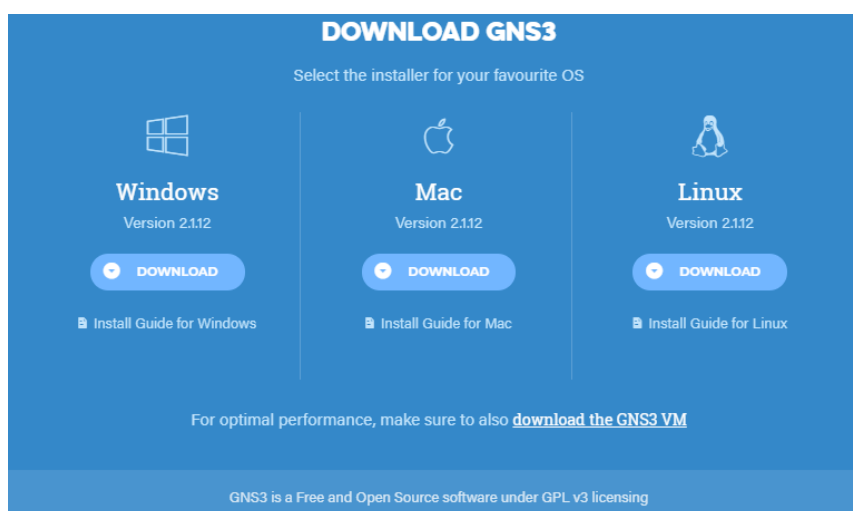 DOWNLOAD GNS3
Select the installer for your favourite OS
Windows
Version 2.1.12
DOWNLOAD
Install Guide for Windows
Mac
Version 2.1.12
DOWNLOAD
Install Guide for Mac
Linux
Version 2.1.12
DOWNLOAD
Install Guide for Linux
For optimal performance, make sure to also download the GNS3 VM
GNS3 is a Free and Open Source software under GPL v3 licensing